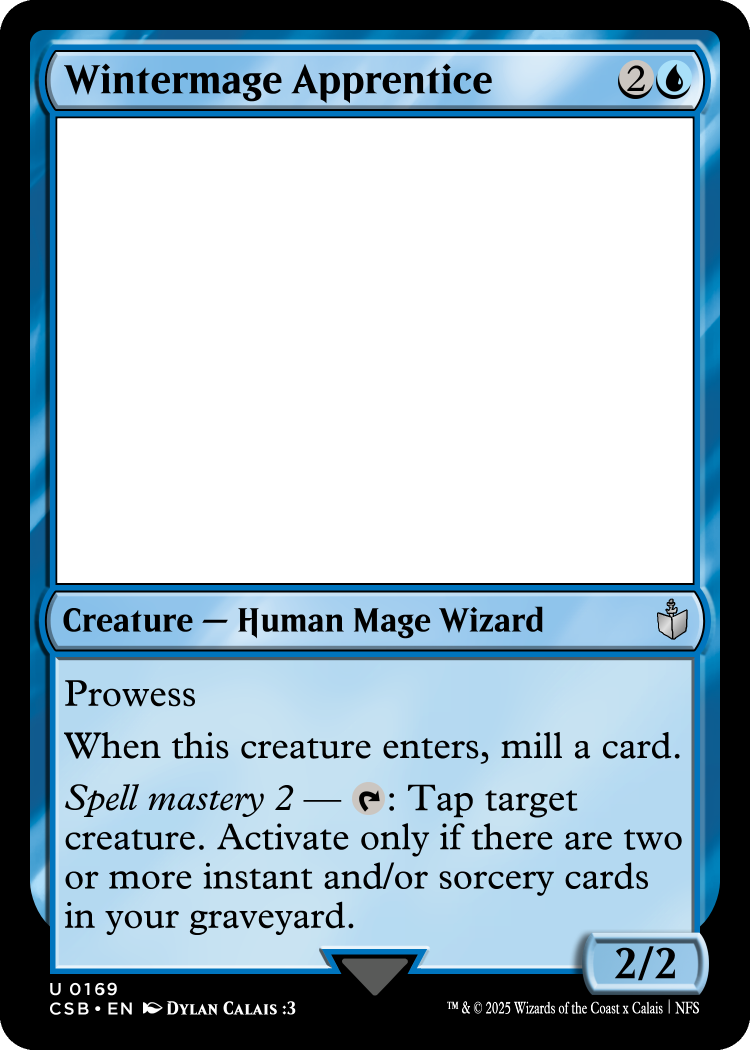 Wintermage Apprentice 2
Creature — Human Mage Wizard
Prowess
When this creature enters, mill a card.
Spell mastery 2 — : Tap target
creature. Activate only if there are two
or more instant and/or sorcery cards
in your graveyard.
2/2
U 0169
CSB • EN DYLAN CALAIS :3
™ & © 2025 Wizards of the Coast x Calais | NFS